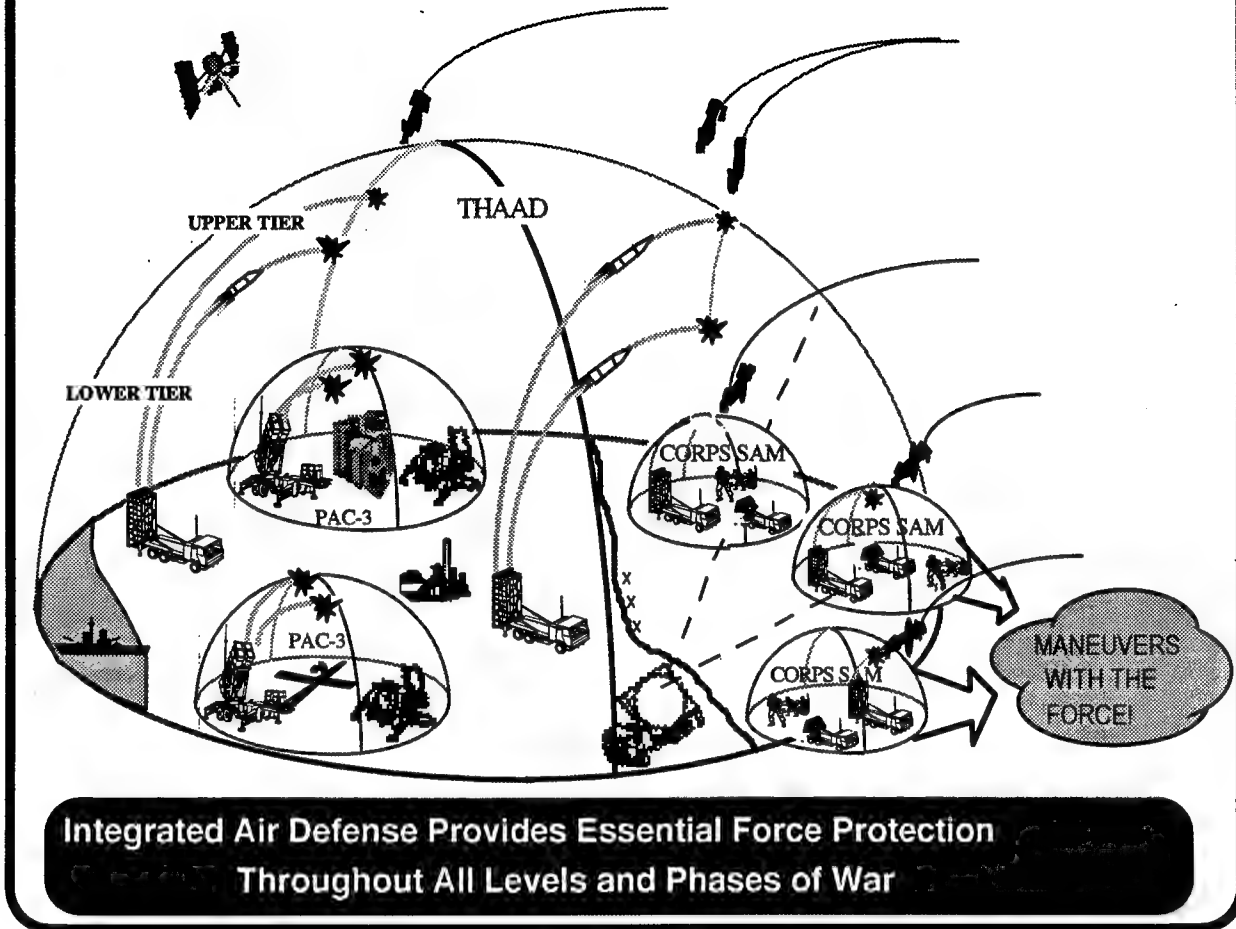 UPPER TIER
THAAD
LOWER TIER
CORPS SAM
PAC-3
CORPS SAM
x
x
x
PAC-3
CORPS SAM
MANEUVERS
WITH THE
FORCE!
Integrated Air Defense Provides Essential Force Protection
Throughout All Levels and Phases of War